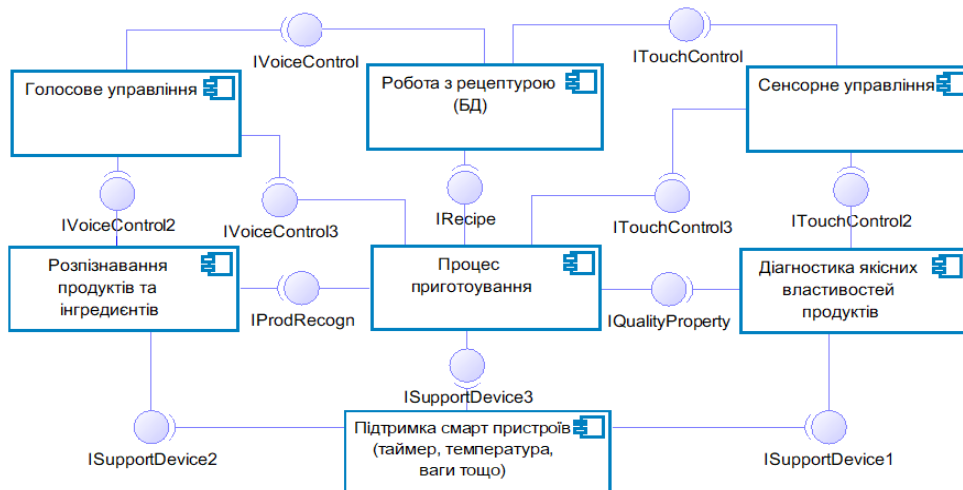 IVoiceControl
ITouchControl
Голосове управління
Робота з рецептурою
(БД)
Сенсорне управління
IVoiceControl2
IVoiceControl3
IRecipe
ITouchControl3
ITouchControl2
Розпізнавання
продуктів та
інгредиєнтів
Процес
приготоування
Діагностика якісних
властивостей
продуктів
IProdRecogn
IQualityProperty
ISupportDevice3
Підтримка смарт пристроїв
(таймер, температура,
ваги тощо)
ISupportDevice2
ISupportDevice1